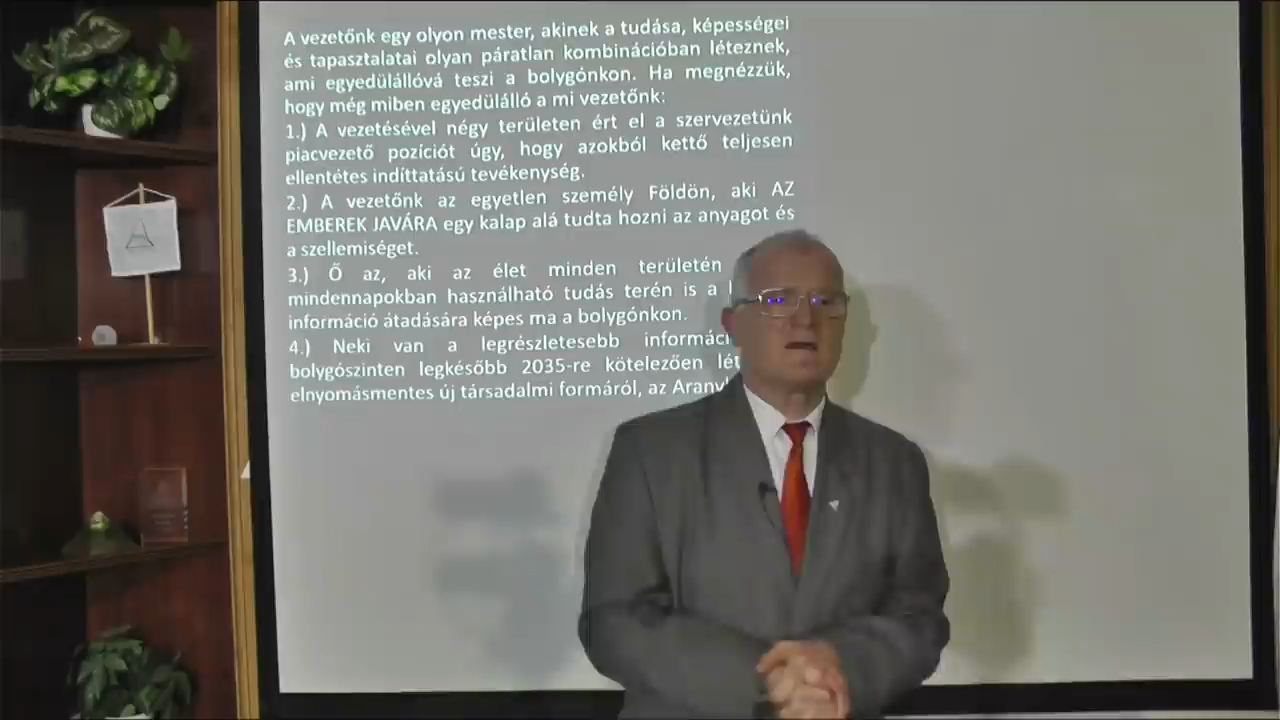 A vezetőnk egy olyon mester, akinek a tudása, képességei
és tapasztalatai olyan páratlan kombinációban léteznek,
ami egyedülállóvá teszi a bolygónkon. Ha megnézzük,
hogy még miben egyedülálló a mi vezetőnk:
1.) A vezetésével négy területen ért el a szervezetünk
piacvezető pozíciót úgy, hogy azokból kettő teljesen
ellentétes indíttatású tevékenység.
2.) A vezetőnk az egyetlen személy Földön, aki AZ
EMBEREK JAVÁRA egy kalap alá tudta hozni az anyagot és
a szellemiséget.
3.) Ő az, aki az élet minden területén
mindennapokban használható tudás terén is a
információ átadására képes ma a bolygónkon.
4.) Neki van a legrészletesebb
bolygószinten legkésőbb 2035-re kötelezően
elnyomásmentes új társadalmi formáról, az